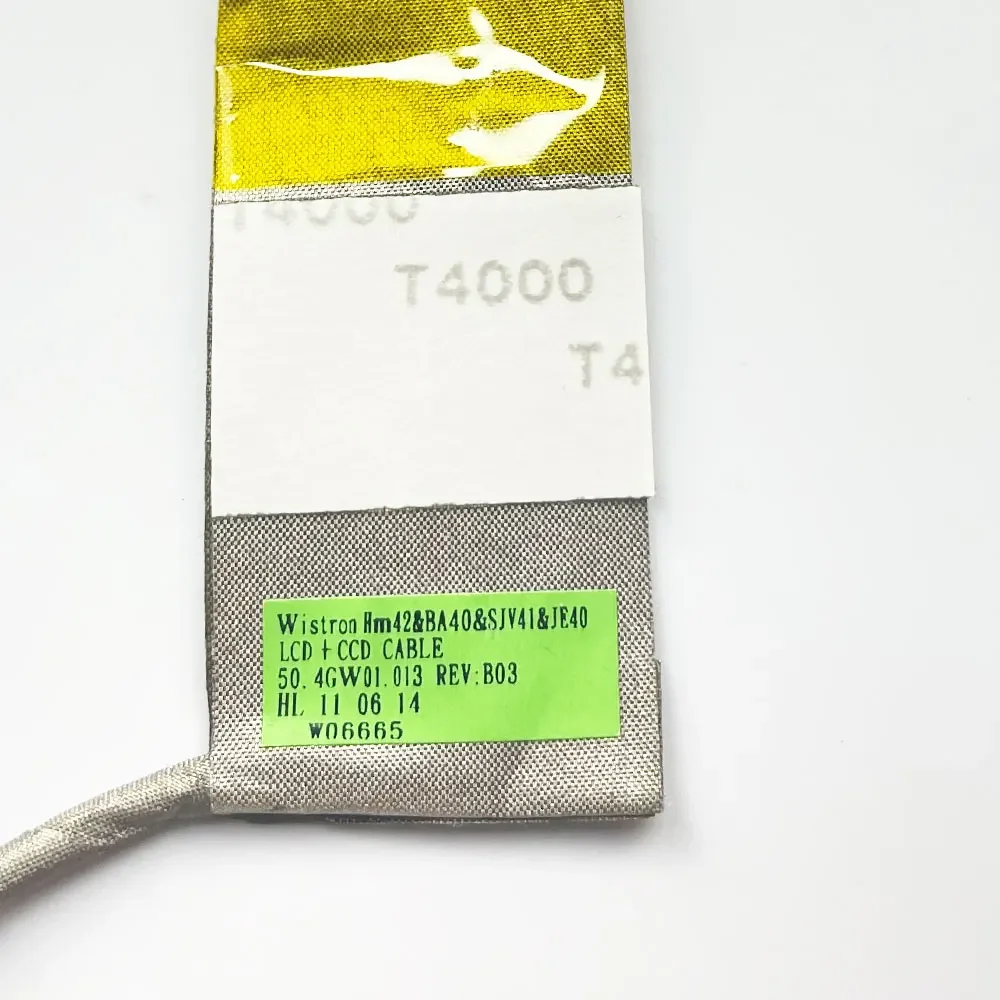 T4000
T4000
T4
Wistron Hm42&BA40&SJV41&JE40
LCD+CCD CABLE
50.4GW01.013 REV:B03
HL 11 06 14
W06665